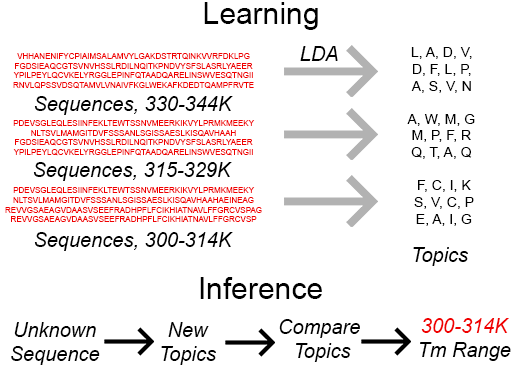 Learning
VHHANENIFYCPIAIMSALAMVYLGAKDSTRTQINKVVRFDKLPG
FGDSIEAQCGTSVNVHSSLRDILNQITKPNDVYSFSLASRLYAEER
YPILPEYLQCVKELYRGGLEPINFQTAADQARELINSWVESQTNGII
RNVLQPSSVDSQTAMVLVNAIVFKGLWEKAFKDEDTQAMPFRVTE
Sequences, 330-344K
LDA
L, A, D, V,
D, F, L, P,
A, S, V, N
PDEVSGLEQLESIINFEKLTEWTSSNVMEERKIKVYLPRMKMEEKY
NLTSVLMAMGITDVFSSSANLSGISSAESLKISQAVHAAH
FGDSIEAQCGTSVNVHSSLRDILNQITKPNDVYSFSLASRLYAEER
YPILPEYLQCVKELYRGGLEPINFQTAADQARELINSWVESQTNGII
Sequences, 315-329K
A, W, M, G
M, P, F, R
Q, T, A, Q
PDEVSGLEQLESIINFEKLTEWTSSNVMEERKIKVYLPRMKMEEKY
NLTSVLMAMGITDVFSSSANLSGISSAESLKISQAVHAAHAEINEAG
REVVGSAEAGVDAASVSEEFRADHPFLFCIKHIATNAVLFFGRCVSPAG
REVVGSAEAGVDAASVSEEFRADHPFLFCIKHIATNAVLFFGRCVSP
Sequences, 300-314K
F, C, I, K
S, V, C, P
E, A, I, G
Topics
Inference
Unknown
Sequence
New
Topics
Compare
Topics
300-314K
Tm Range